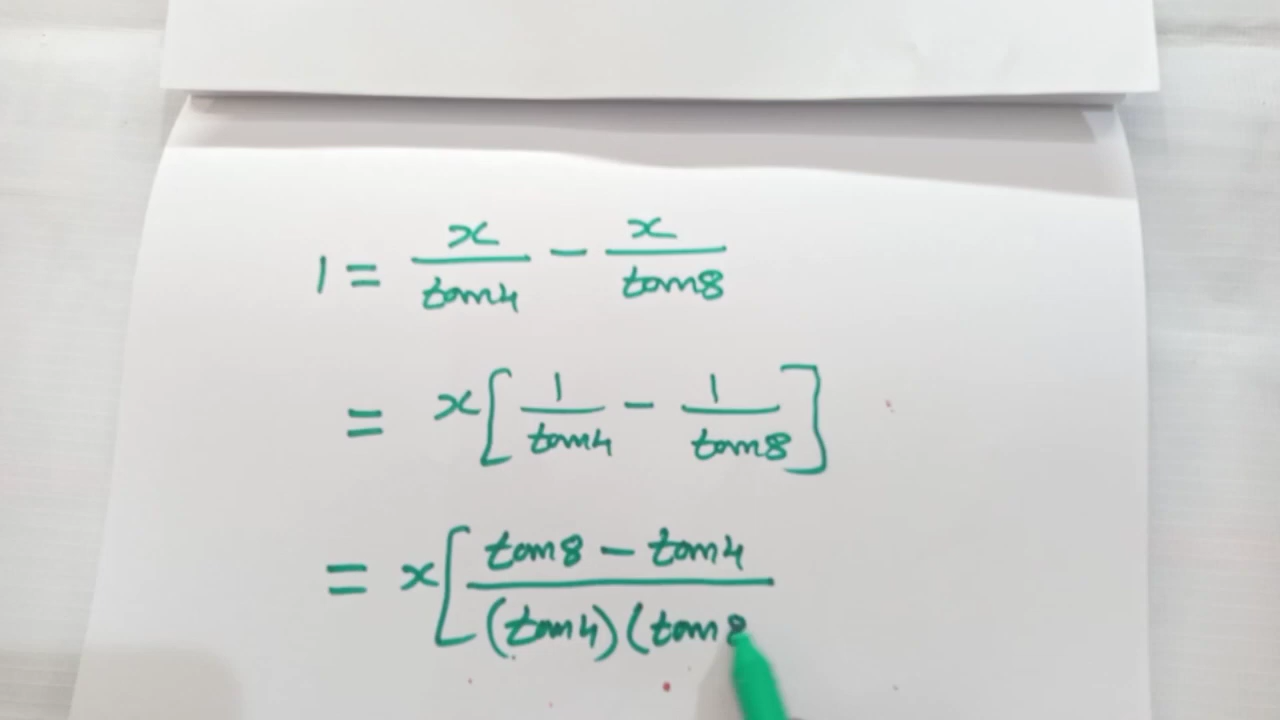 1 = x/tan4 - x/tan8
= x[1/tan4 - 1/tan8]
= x[tan8 - tan4/(tan4)(tan8